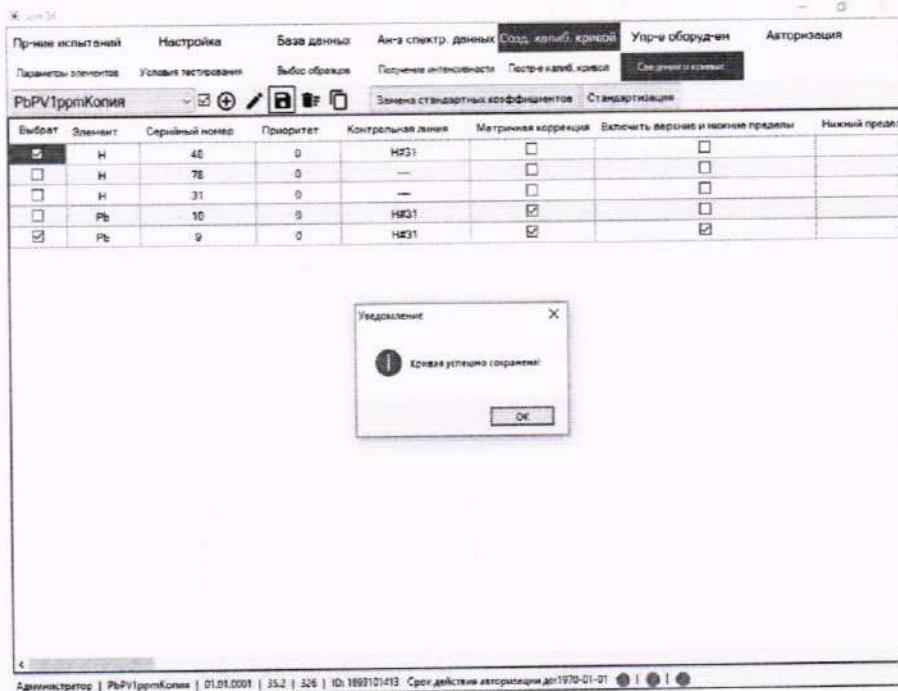 Пр-ние испытаний Настройка База данных Ан-з спектр. данных Созд. калиб. кривой Упр-е оборуд-ем Авторизация
Параметры элементов Условия тестирования Выбос образцов Получение интенсивности Постр-е калиб. кривой Сведения о кривых
PbPV1ppmКопия Замена стандартных коэффициентов Стандартизация
Выбрат Элемент Серийный номер Приоритет Контрольная линия Матричная коррекция Включить верхние и нижние пределы Нижний предел
H 48 0 H#31
H 78 0 ---
H 31 0 ---
Pb 10 0 H#31
Pb 9 0 H#31
Уведомление
Кривая успешно сохранена!
OK
Администратор | PbPV1ppmКопия | 01.01.0001 | 35.2 | 326 | ID: 1893101413 Срок действия авторизации до:1970-01-01